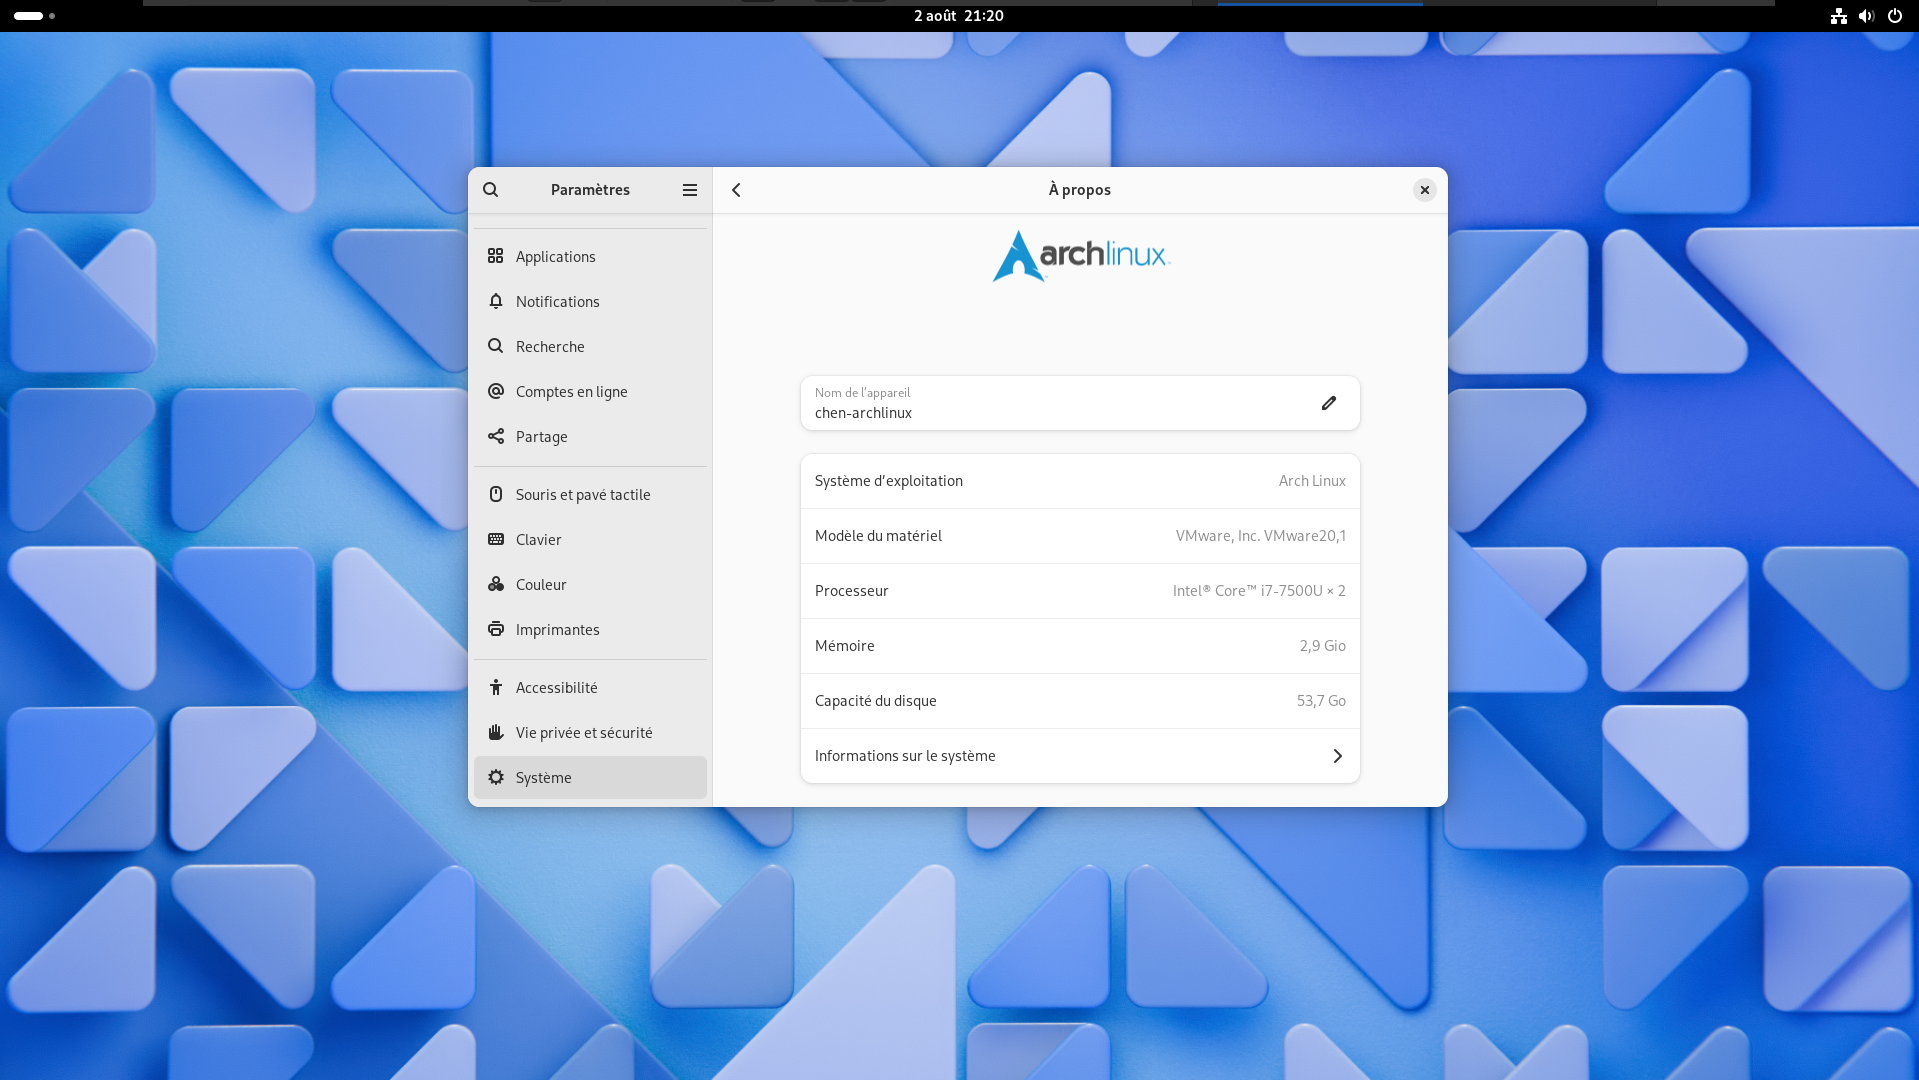 2 août 21:20
Paramètres
Applications
Notifications
Recherche
Comptes en ligne
Partage
Souris et pavé tactile
Clavier
Couleur
Imprimantes
Accessibilité
Vie privée et sécurité
Système
À propos
archlinux
Nom de l’appareil
chen-archlinux
Système d’exploitation Arch Linux
Modèle du matériel VMware, Inc. VMware20,1
Processeur Intel® Core™ i7-7500U × 2
Mémoire 2,9 Gio
Capacité du disque 53,7 Go
Informations sur le système